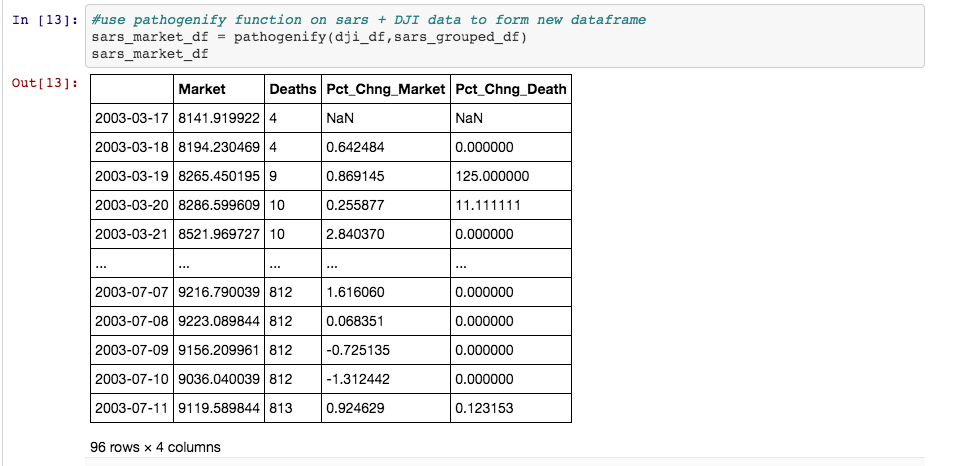 In [13]: #use pathogenify function on sars + DJI data to form new dataframe
sars_market_df = pathogenify(dji_df,sars_grouped_df)
sars_market_df
Out[13]:
Market Deaths Pct_Chng_Market Pct_Chng_Death
2003-03-17 8141.919922 4 NaN NaN
2003-03-18 8194.230469 4 0.642484 0.000000
2003-03-19 8265.450195 9 0.869145 125.000000
2003-03-20 8286.599609 10 0.255877 11.111111
2003-03-21 8521.969727 10 2.840370 0.000000
... ... ... ... ...
2003-07-07 9216.790039 812 1.616060 0.000000
2003-07-08 9223.089844 812 0.068351 0.000000
2003-07-09 9156.209961 812 -0.725135 0.000000
2003-07-10 9036.040039 812 -1.312442 0.000000
2003-07-11 9119.589844 813 0.924629 0.123153
96 rows × 4 columns